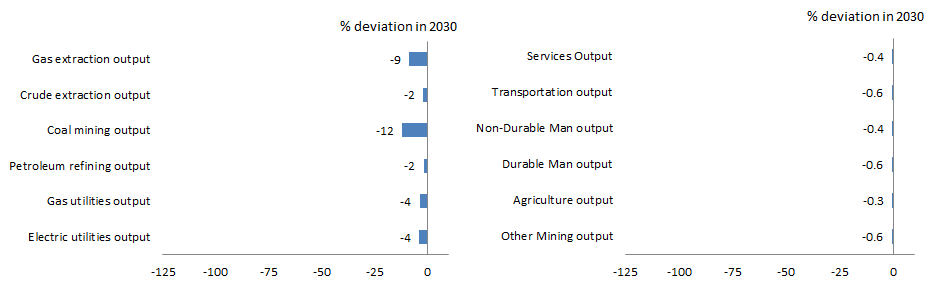 % deviation in 2030
Gas extraction output -9
Crude extraction output -2
Coal mining output -12
Petroleum refining output -2
Gas utilities output -4
Electric utilities output -4
-125 -100 -75 -50 -25 0
% deviation in 2030
Services Output -0.4
Transportation output -0.6
Non-Durable Man output -0.4
Durable Man output -0.6
Agriculture output -0.3
Other Mining output -0.6
-125 -100 -75 -50 -25 0